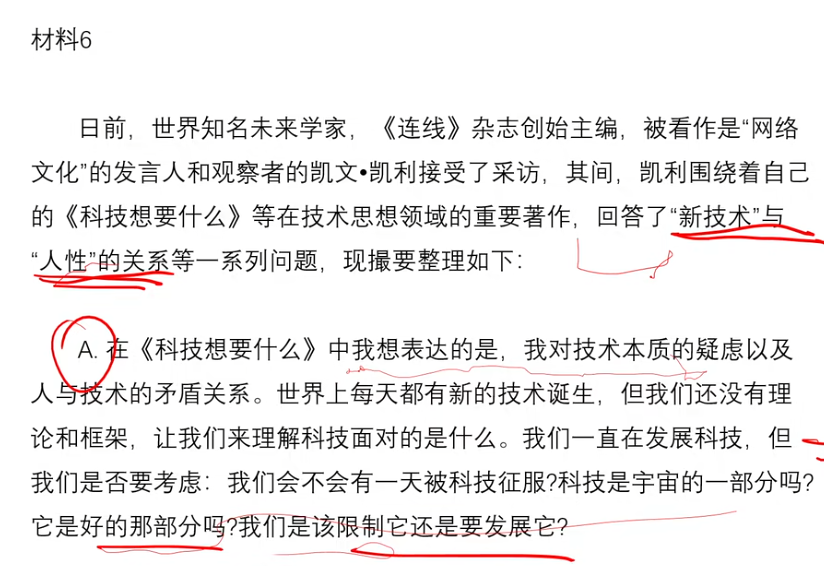 材料6
日前，世界知名未来学家，《连线》杂志创始主编，被看作是“网络
文化”的发言人和观察者的凯文•凯利接受了采访，其间，凯利围绕着自己
的《科技想要什么》等在技术思想领域的重要著作，回答了“新技术”与
“人性”的关系等一系列问题，现撮要整理如下：
A. 在《科技想要什么》中我想表达的是，我对技术本质的疑虑以及
人与技术的矛盾关系。世界上每天都有新的技术诞生，但我们还没有理
论和框架，让我们来理解科技面对的是什么。我们一直在发展科技，但
我们是否要考虑：我们会不会有一天被科技征服?科技是宇宙的一部分吗?
它是好的那部分吗?我们是该限制它还是要发展它?